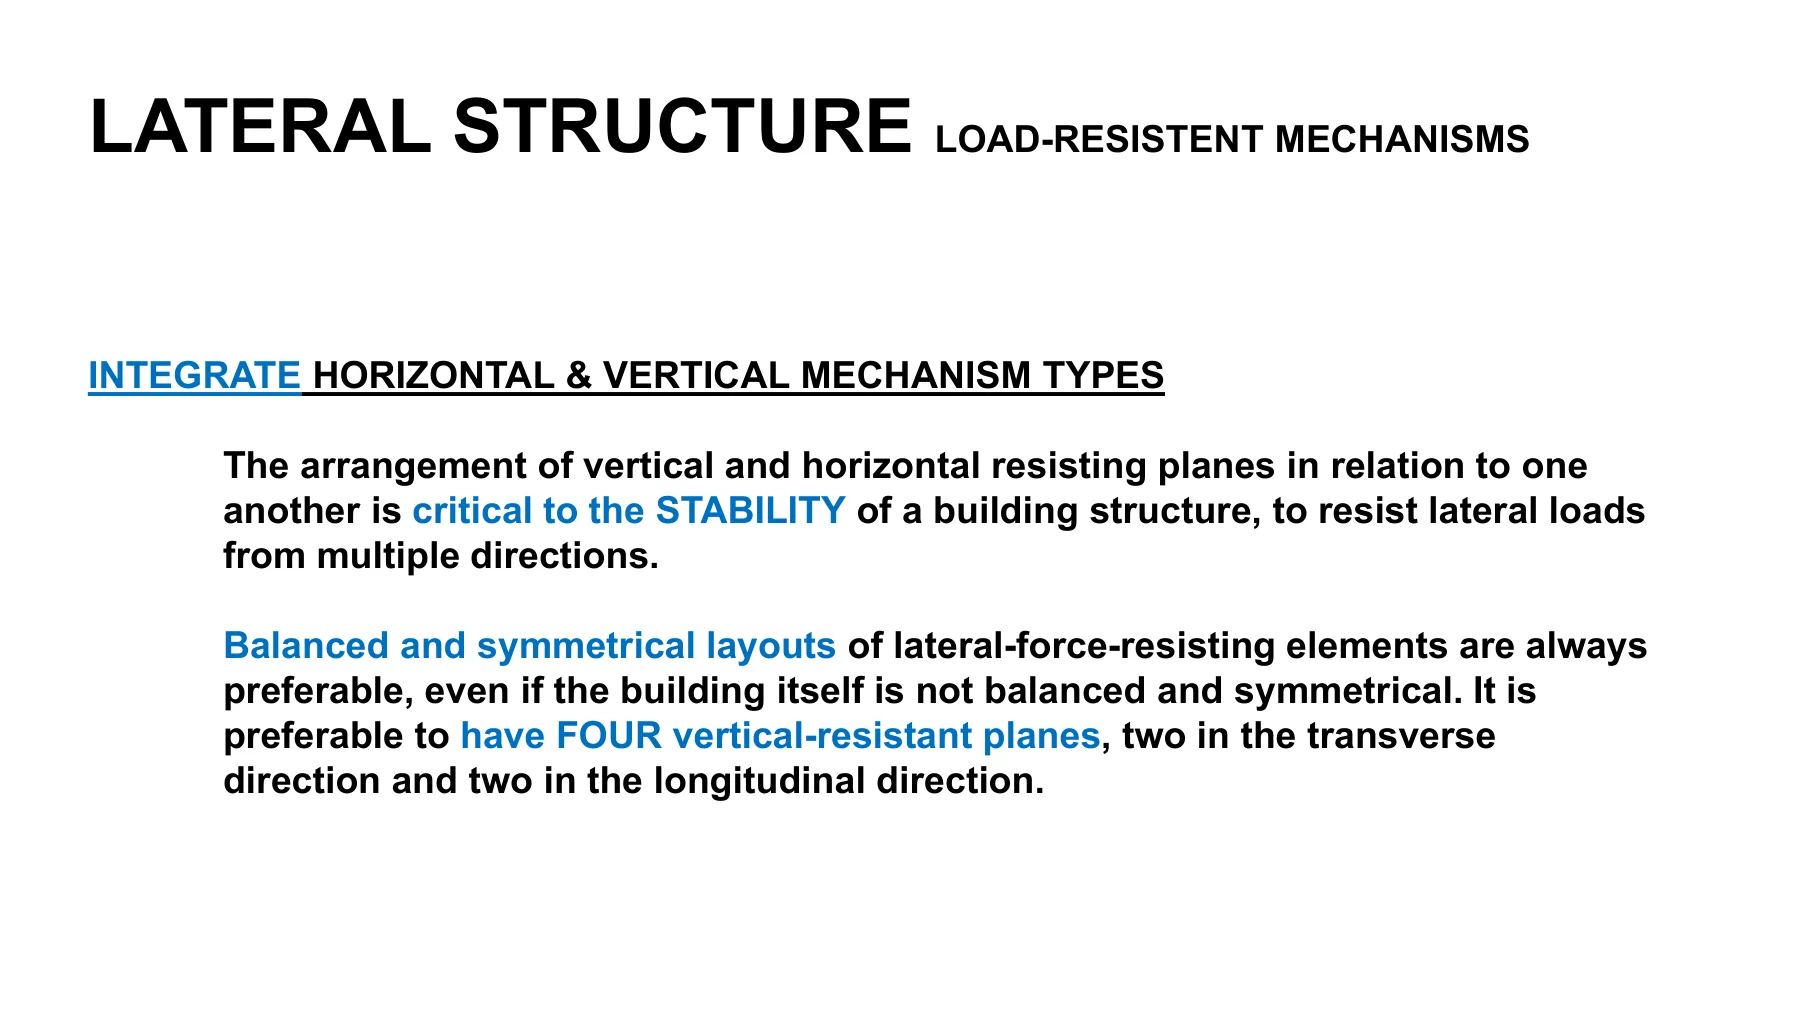 LATERAL STRUCTURE LOAD-RESISTENT MECHANISMS
INTEGRATE HORIZONTAL & VERTICAL MECHANISM TYPES
The arrangement of vertical and horizontal resisting planes in relation to one
another is critical to the STABILITY of a building structure, to resist lateral loads
from multiple directions.
Balanced and symmetrical layouts of lateral-force-resisting elements are always
preferable, even if the building itself is not balanced and symmetrical. It is
preferable to have FOUR vertical-resistant planes, two in the transverse
direction and two in the longitudinal direction.